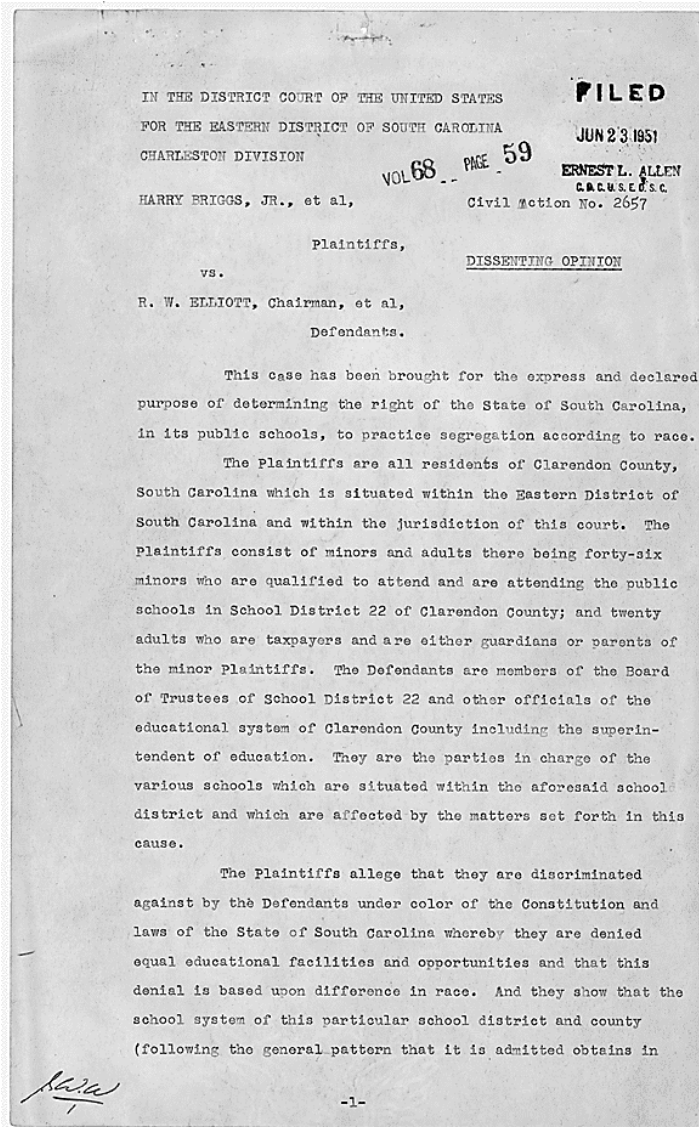 IN THE DISTRICT COURT OF THE UNITED STATES
FOR THE EASTERN DISTRICT OF SOUTH CAROLINA
CHARLESTON DIVISION
FILED
JUN 23 1951
ERNEST L. ALLEN
C.D.C.U.S.E.D.S.C.
VOL 68 PAGE 59
HARRY BRIGGS, JR., et al,
Civil Action No. 2657
Plaintiffs,
vs.
DISSENTING OPINION
R. W. ELLIOTT, Chairman, et al,
Defendants.
This case has been brought for the express and declared
purpose of determining the right of the State of South Carolina,
in its public schools, to practice segregation according to race.
The Plaintiffs are all residents of Clarendon County,
South Carolina which is situated within the Eastern District of
South Carolina and within the jurisdiction of this court. The
Plaintiffs consist of minors and adults there being forty-six
minors who are qualified to attend and are attending the public
schools in School District 22 of Clarendon County; and twenty
adults who are taxpayers and are either guardians or parents of
the minor Plaintiffs. The Defendants are members of the Board
of Trustees of School District 22 and other officials of the
educational system of Clarendon County including the superin-
tendent of education. They are the parties in charge of the
various schools which are situated within the aforesaid school
district and which are affected by the matters set forth in this
cause.
The Plaintiffs allege that they are discriminated
against by the Defendants under color of the Constitution and
laws of the State of South Carolina whereby they are denied
equal educational facilities and opportunities and that this
denial is based upon difference in race. And they show that the
school system of this particular school district and county
(following the general pattern that it is admitted obtains in
J.W.W
1
-1-